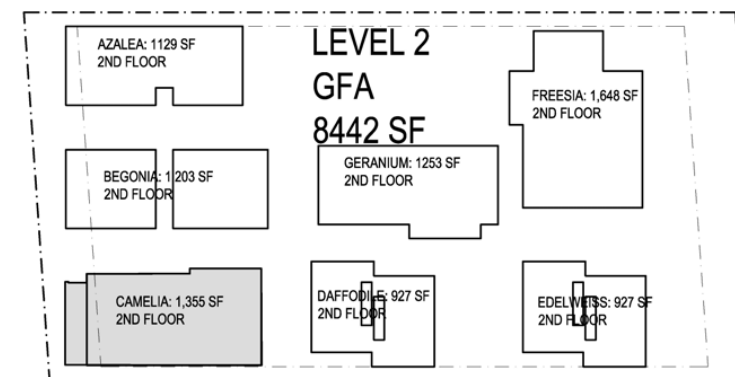 AZALEA: 1129 SF
2ND FLOOR
LEVEL 2
GFA
8442 SF
FREESIA: 1,648 SF
2ND FLOOR
BEGONIA: 1,203 SF
2ND FLOOR
GERANIUM: 1253 SF
2ND FLOOR
CAMELIA: 1,355 SF
2ND FLOOR
DAFFODILE: 927 SF
2ND FLOOR
EDELWEISS: 927 SF
2ND FLOOR